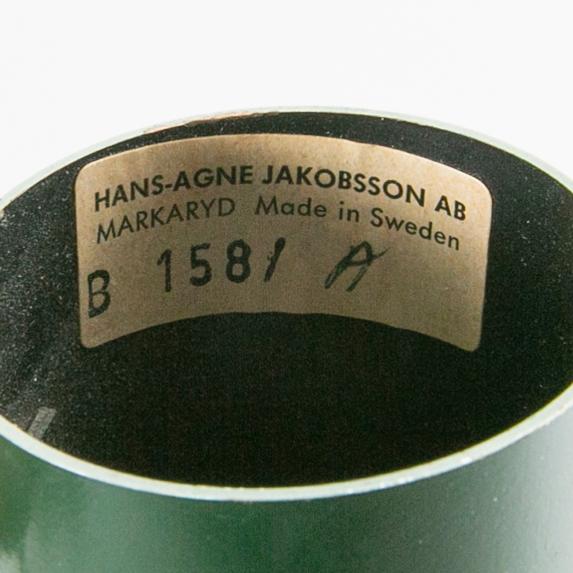 HANS-AGNE JAKOBSSON AB
MARKARYD Made in Sweden
B 158/ A